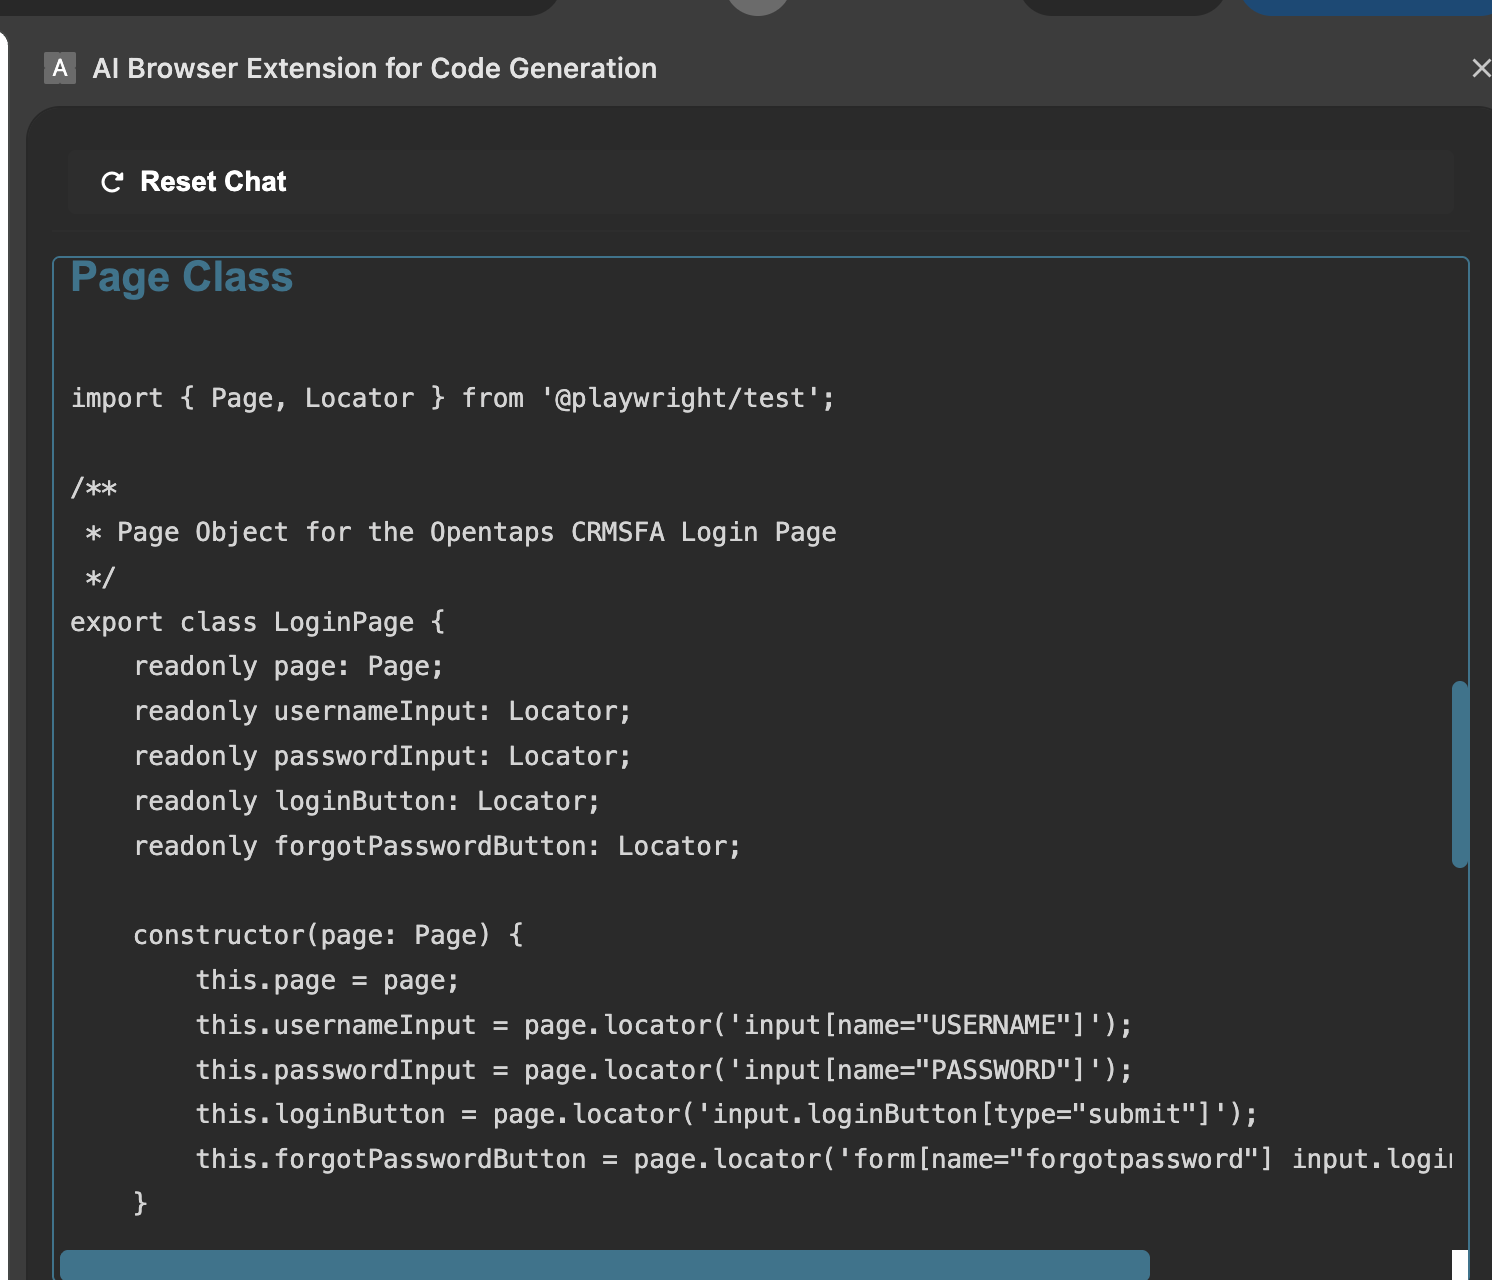 A AI Browser Extension for Code Generation
Reset Chat
Page Class
import { Page, Locator } from '@playwright/test';
/**
 * Page Object for the Opentaps CRMSFA Login Page
 */
export class LoginPage {
    readonly page: Page;
    readonly usernameInput: Locator;
    readonly passwordInput: Locator;
    readonly loginButton: Locator;
    readonly forgotPasswordButton: Locator;
    constructor(page: Page) {
        this.page = page;
        this.usernameInput = page.locator('input[name="USERNAME"]');
        this.passwordInput = page.locator('input[name="PASSWORD"]');
        this.loginButton = page.locator('input.loginButton[type="submit"]');
        this.forgotPasswordButton = page.locator('form[name="forgotpassword"] input.login
    }